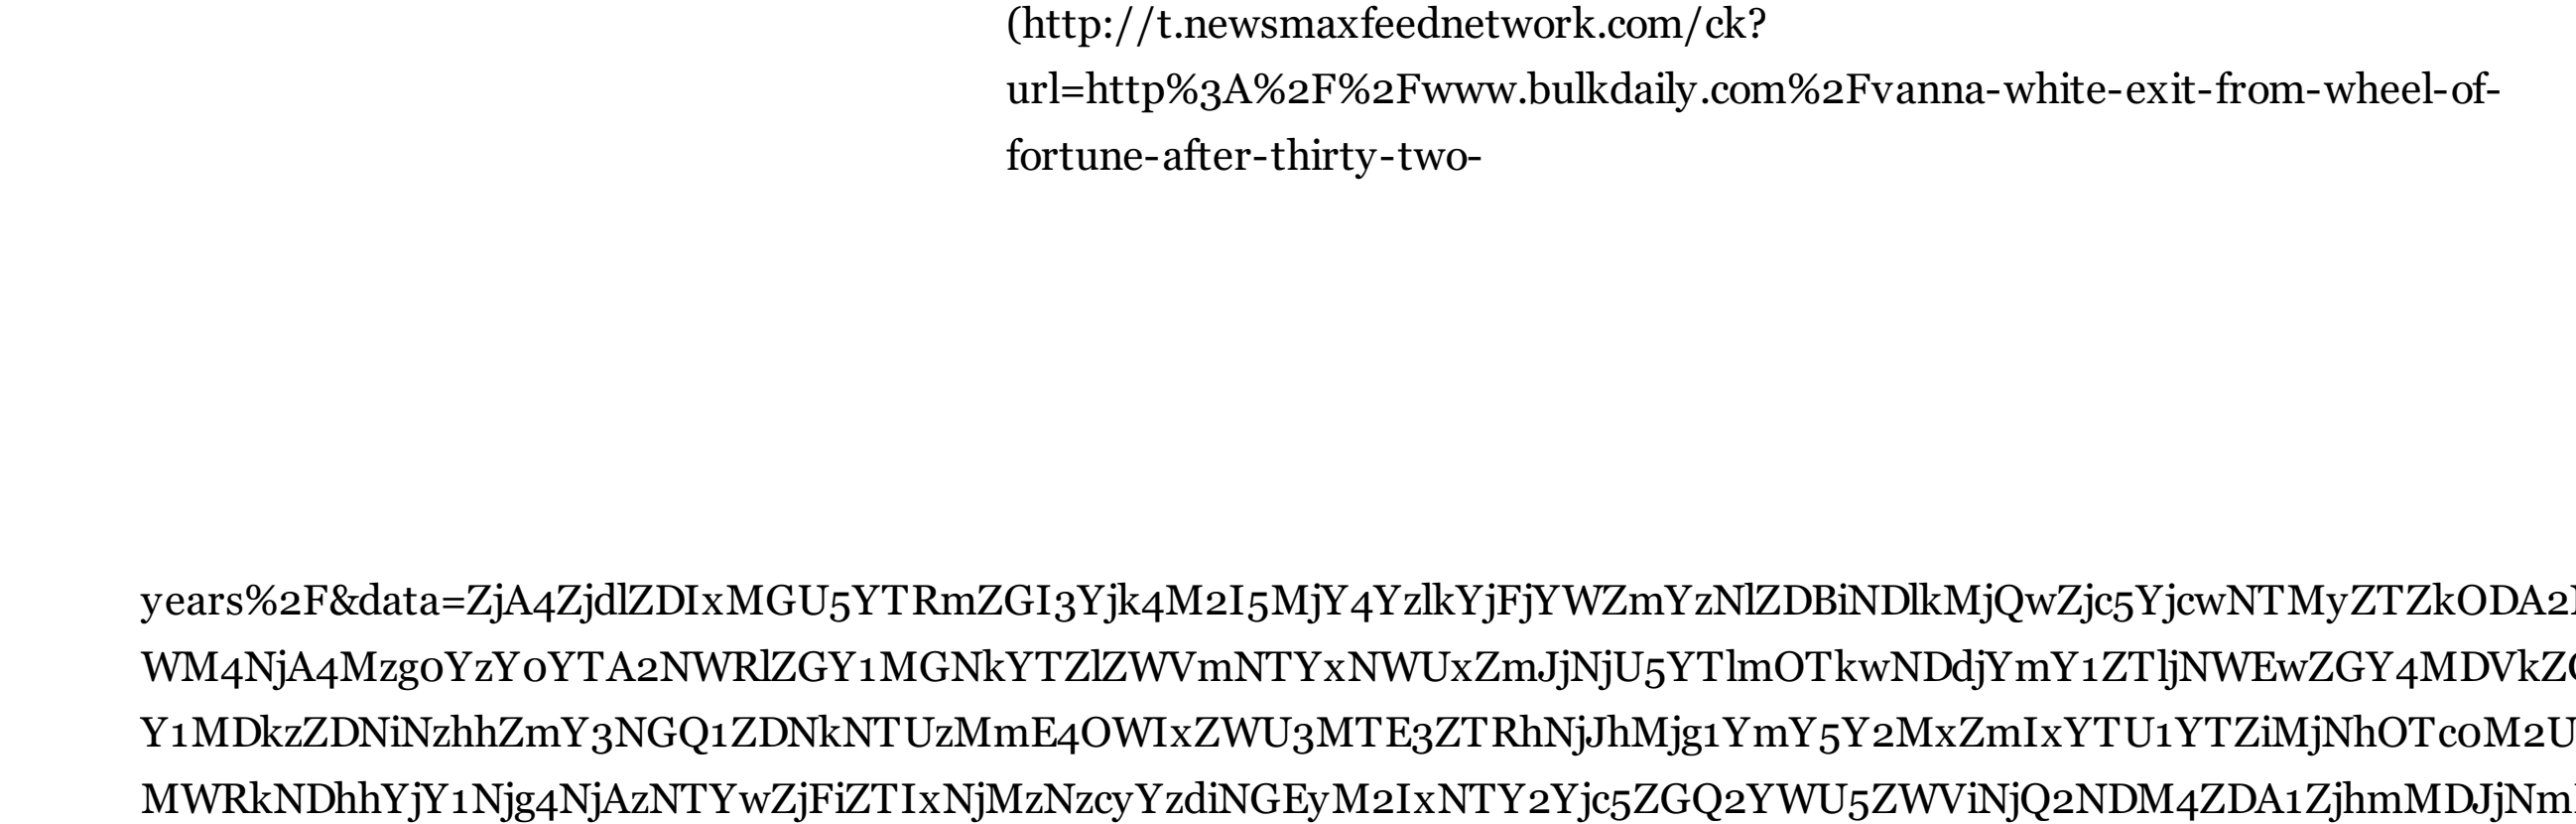 (http://t.newsmaxfeednetwork.com/ck?
url=http%3A%2F%2Fwww.bulkdaily.com%2Fvanna-white-exit-from-wheel-of-
fortune-after-thirty-two-
years%2F&data=ZjA4ZjdlZDIxMGU5YTRmZGI3Yjk4M2I5MjY4YzlkYjFjYWZmYzNlZDBiNDlkMjQwZjc5YjcwNTMyZTZkODA2
WM4NjA4Mzg0YzY0YTA2NWRlZGY1MGNkYTZlZWVmNTYxNWUxZmJjNjU5YTlmOTkwNDdjYmY1ZTljNWEwZGY4MDVkZ
Y1MDkzZDNiNzhhZmY3NGQ1ZDNkNTUzMmE4OWIxZWU3MTE3ZTRhNjJhMjg1YmY5Y2MxZmIxYTU1YTZiMjNhOTc0M2U
MWRkNDhhYjY1Njg4NjAzNTYwZjFiZTIxNjMzNzcyYzdiNGEyM2IxNTY2Yjc5ZGQ2YWU5ZWViNjQ2NDM4ZDA1ZjhmMDJjNm